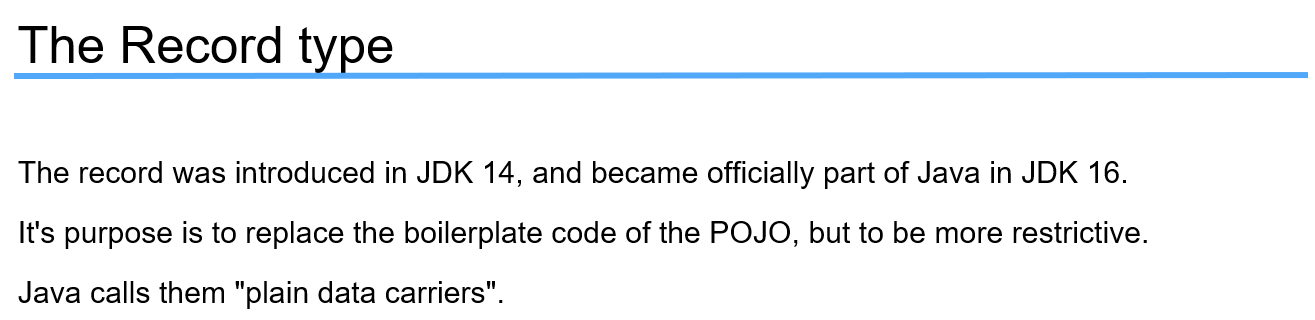 The Record type
The record was introduced in JDK 14, and became officially part of Java in JDK 16.
It's purpose is to replace the boilerplate code of the POJO, but to be more restrictive.
Java calls them "plain data carriers".